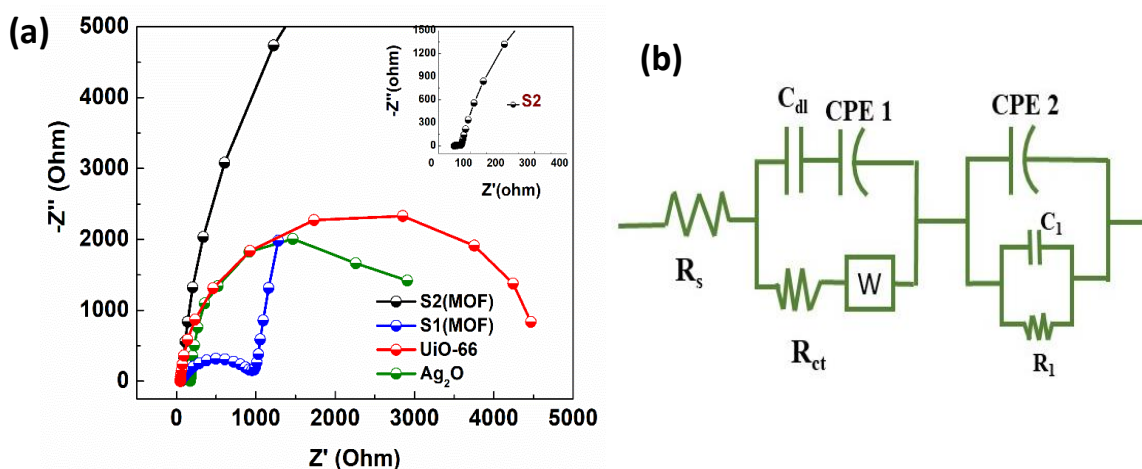 (a)
5000
4000
3000
2000
1000
0
-Z" (Ohm)
0 1000 2000 3000 4000 5000
Z' (Ohm)
1500
1200
900
600
300
0
-Z"(ohm)
0 100 200 300 400
Z'(ohm)
S2
S2(MOF)
S1(MOF)
UiO-66
Ag₂O
(b)
Cdl
CPE 1
CPE 2
Rs
C1
W
Rct
R1